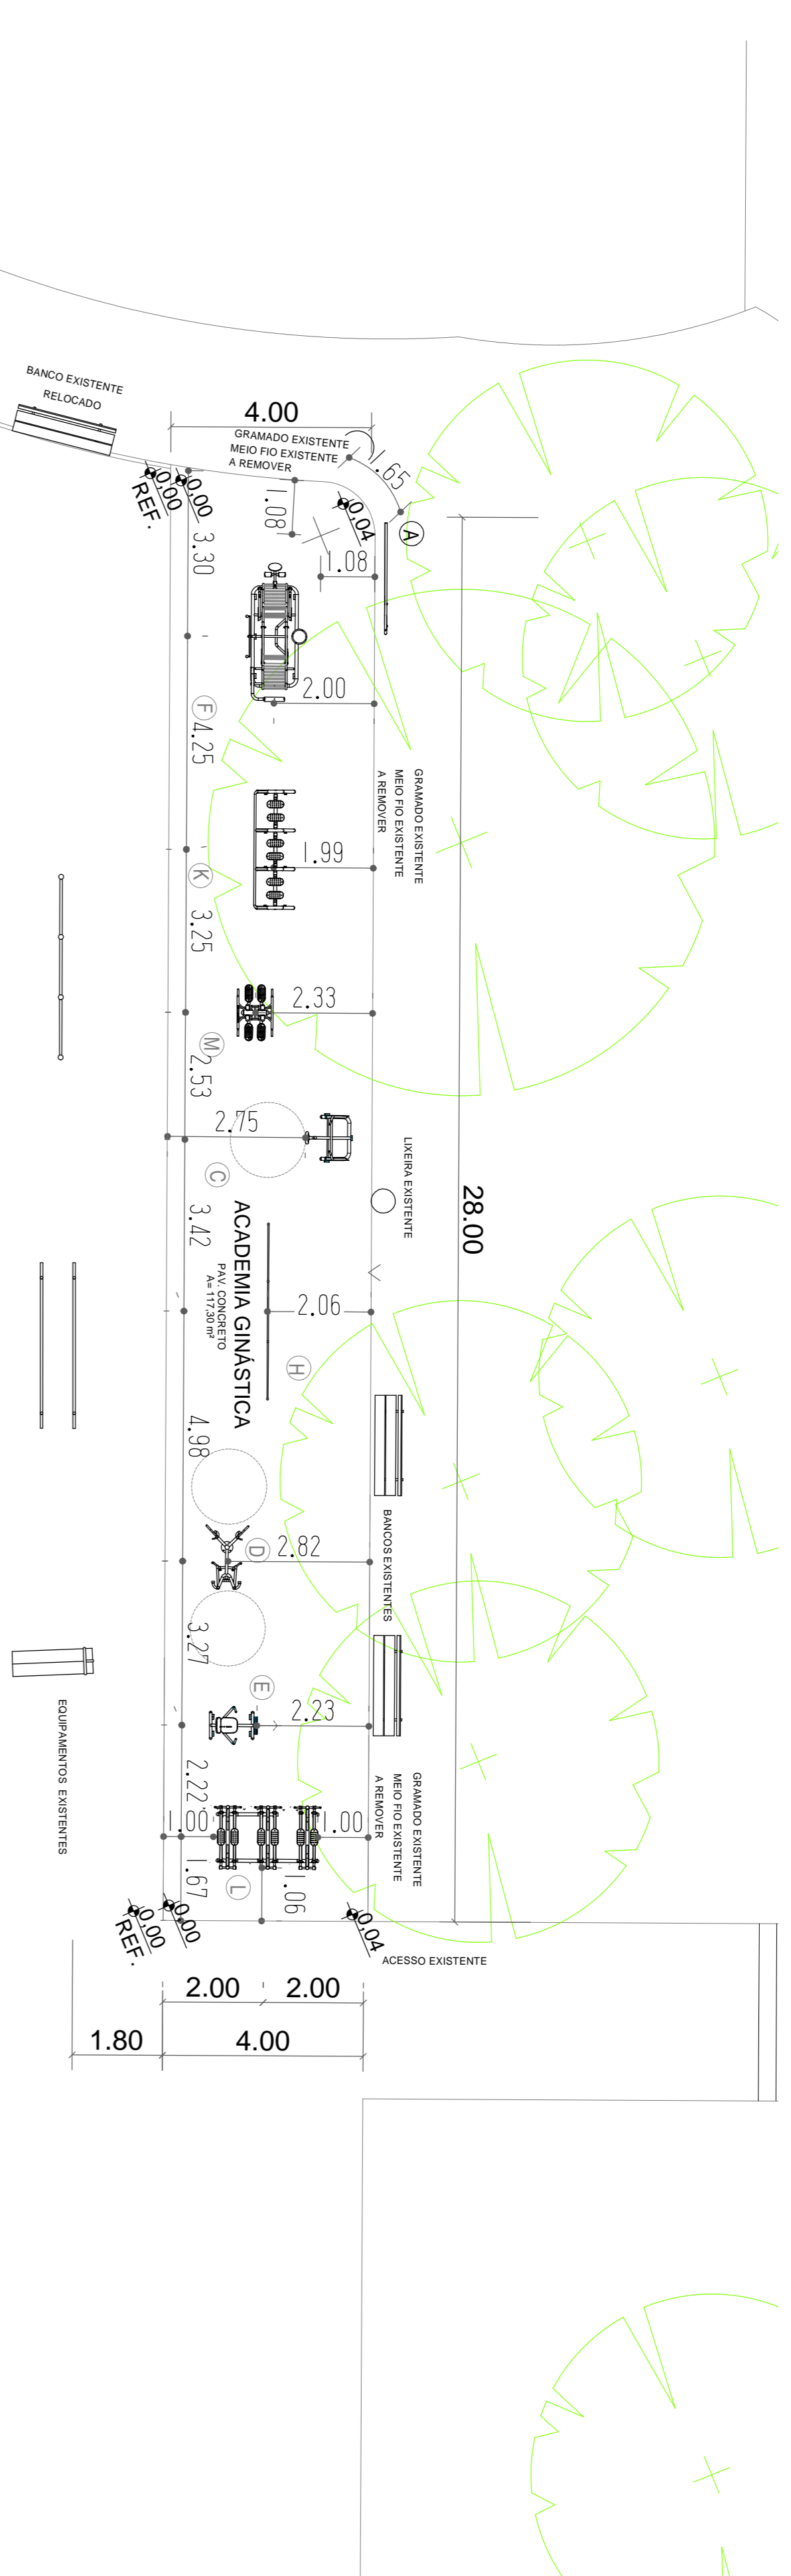 BANCO EXISTENTE
RELOCADO
4.00
GRAMADO EXISTENTE
MEIO FIO EXISTENTE
A REMOVER
1.65
0,00
REF.
0,00
1.08
0,04
A
3.30
1.08
2.00
F
4.25
GRAMADO EXISTENTE
MEIO FIO EXISTENTE
A REMOVER
1.99
K
3.25
2.33
M
2.53
2.75
LIXEIRA EXISTENTE
C
3.42
28.00
ACADEMIA GINÁSTICA
PAV. CONCRETO
A= 117,30 m²
2.06
H
4.98
BANCOS EXISTENTES
D
2.82
3.27
E
2.23
EQUIPAMENTOS EXISTENTES
2.22
GRAMADO EXISTENTE
MEIO FIO EXISTENTE
A REMOVER
1.00
1.00
1.67
L
1.06
0,00
REF.
0,00
0,04
ACESSO EXISTENTE
2.00
2.00
1.80
4.00